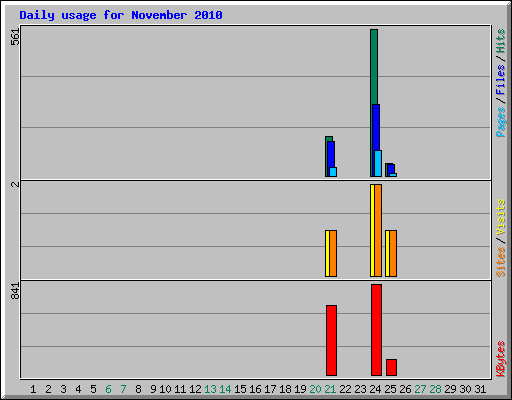 Daily usage for November 2010
561
Pages / Files / Hits
2
Sites / Visits
841
KBytes
1 2 3 4 5 6 7 8 9 10 11 12 13 14 15 16 17 18 19 20 21 22 23 24 25 26 27 28 29 30 31